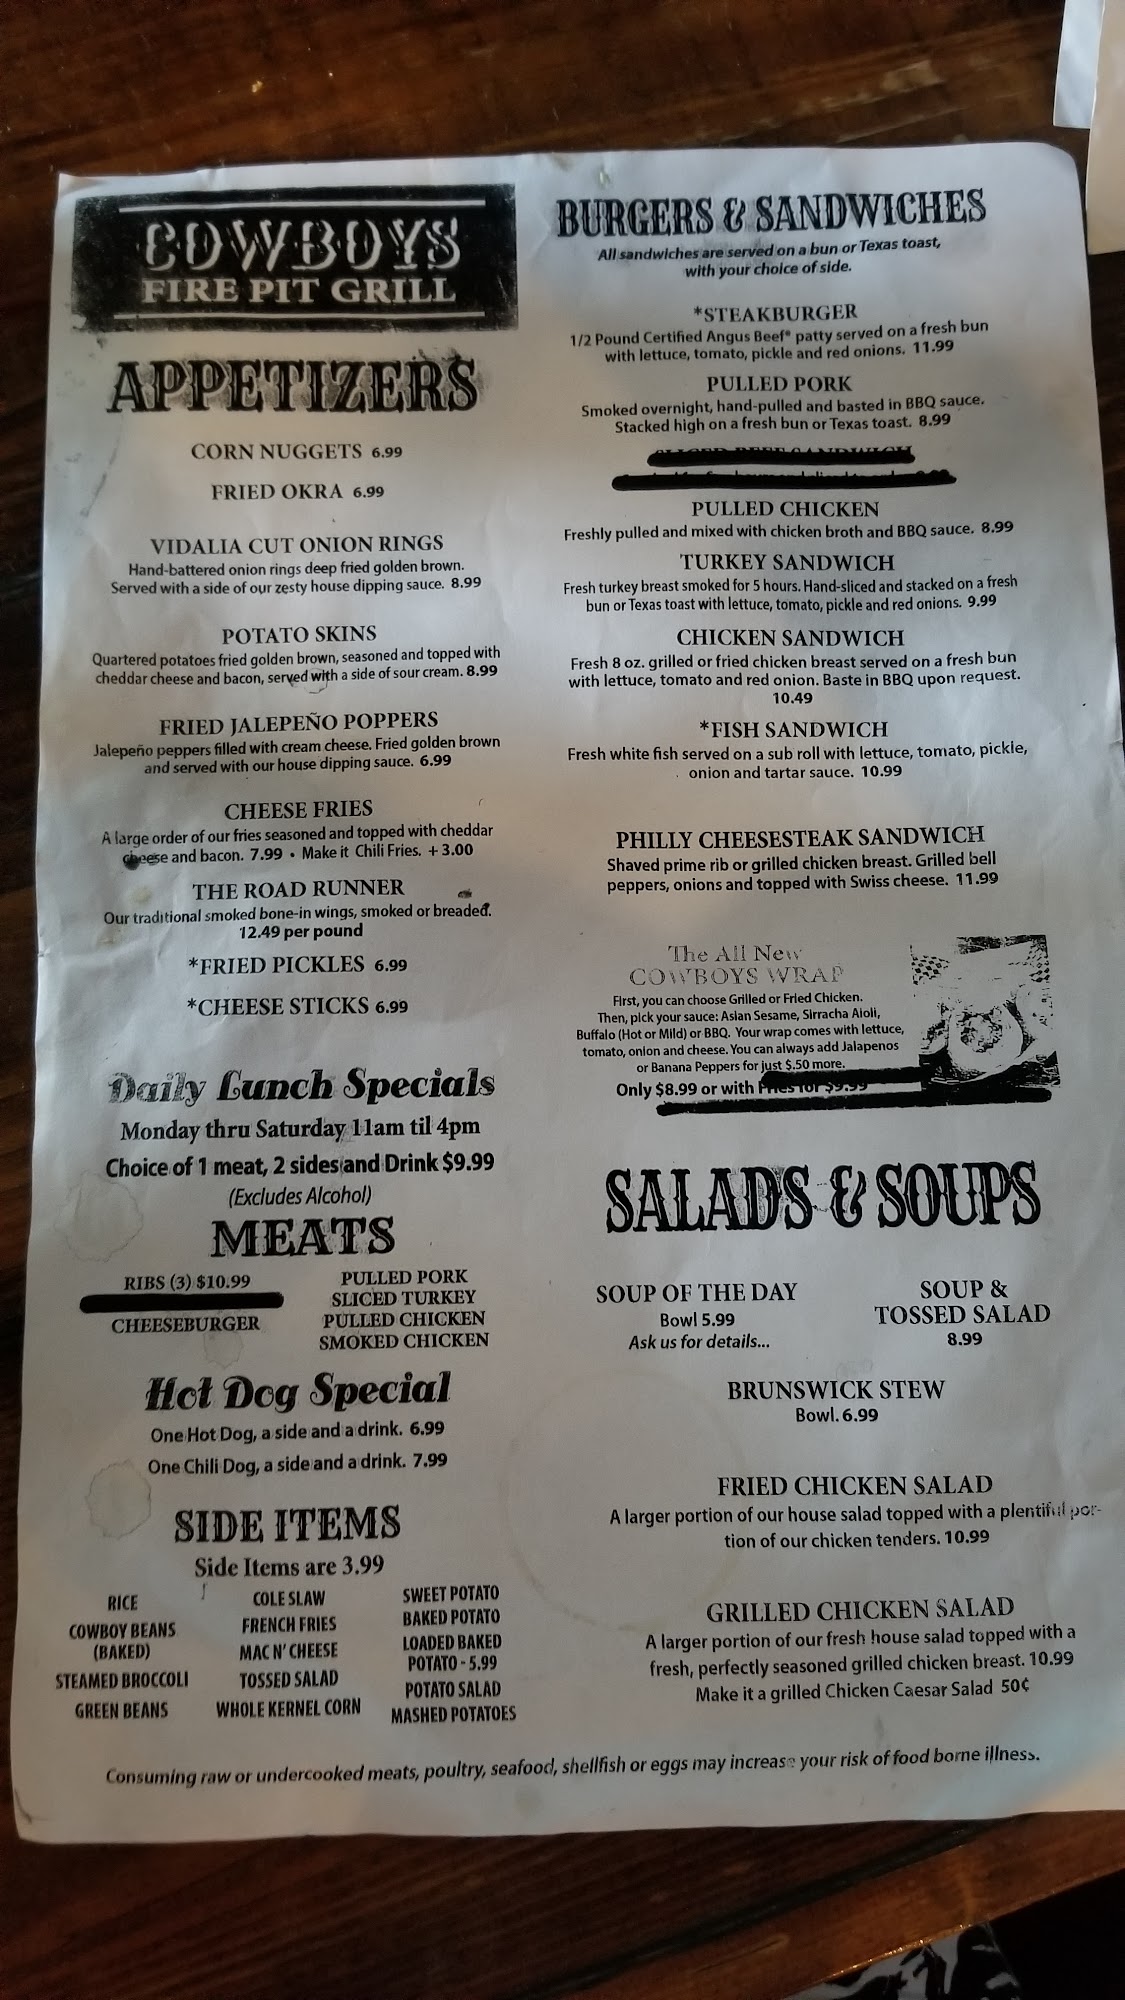 COWBOYS
FIRE PIT GRILL
APPETIZERS
CORN NUGGETS 6.99
FRIED OKRA 6.99
VIDALIA CUT ONION RINGS
Hand-battered onion rings deep fried golden brown.
Served with a side of our zesty house dipping sauce. 8.99
POTATO SKINS
Quartered potatoes fried golden brown, seasoned and topped with
cheddar cheese and bacon, served with a side of sour cream. 8.99
FRIED JALEPEÑO POPPERS
Jalepeño peppers filled with cream cheese. Fried golden brown
and served with our house dipping sauce. 6.99
CHEESE FRIES
A large order of our fries seasoned and topped with cheddar
cheese and bacon. 7.99 • Make it Chili Fries. + 3.00
THE ROAD RUNNER
Our traditional smoked bone-in wings, smoked or breaded.
12.49 per pound
*FRIED PICKLES 6.99
*CHEESE STICKS 6.99
Daily Lunch Specials
Monday thru Saturday 11am til 4pm
Choice of 1 meat, 2 sides and Drink $9.99
(Excludes Alcohol)
MEATS
RIBS (3) $10.99
CHEESEBURGER
PULLED PORK
SLICED TURKEY
PULLED CHICKEN
SMOKED CHICKEN
Hot Dog Special
One Hot Dog, a side and a drink. 6.99
One Chili Dog, a side and a drink. 7.99
SIDE ITEMS
Side Items are 3.99
RICE
COWBOY BEANS
(BAKED)
STEAMED BROCCOLI
GREEN BEANS
COLE SLAW
FRENCH FRIES
MAC N' CHEESE
TOSSED SALAD
WHOLE KERNEL CORN
SWEET POTATO
BAKED POTATO
LOADED BAKED
POTATO - 5.99
POTATO SALAD
MASHED POTATOES
BURGERS & SANDWICHES
All sandwiches are served on a bun or Texas toast,
with your choice of side.
*STEAKBURGER
1/2 Pound Certified Angus Beef® patty served on a fresh bun
with lettuce, tomato, pickle and red onions. 11.99
PULLED PORK
Smoked overnight, hand-pulled and basted in BBQ sauce.
Stacked high on a fresh bun or Texas toast. 8.99
SLICED BEEF SANDWICH
PULLED CHICKEN
Freshly pulled and mixed with chicken broth and BBQ sauce. 8.99
TURKEY SANDWICH
Fresh turkey breast smoked for 5 hours. Hand-sliced and stacked on a fresh
bun or Texas toast with lettuce, tomato, pickle and red onions. 9.99
CHICKEN SANDWICH
Fresh 8 oz. grilled or fried chicken breast served on a fresh bun
with lettuce, tomato and red onion. Baste in BBQ upon request.
10.49
*FISH SANDWICH
Fresh white fish served on a sub roll with lettuce, tomato, pickle,
onion and tartar sauce. 10.99
PHILLY CHEESESTEAK SANDWICH
Shaved prime rib or grilled chicken breast. Grilled bell
peppers, onions and topped with Swiss cheese. 11.99
The All New
COWBOYS WRAP
First, you can choose Grilled or Fried Chicken.
Then, pick your sauce: Asian Sesame, Sirracha Aioli,
Buffalo (Hot or Mild) or BBQ. Your wrap comes with lettuce,
tomato, onion and cheese. You can always add Jalapenos
or Banana Peppers for just $.50 more.
Only $8.99 or with Fries for $9.99
SALADS & SOUPS
SOUP OF THE DAY
Bowl 5.99
Ask us for details...
SOUP &
TOSSED SALAD
8.99
BRUNSWICK STEW
Bowl. 6.99
FRIED CHICKEN SALAD
A larger portion of our house salad topped with a plentiful por-
tion of our chicken tenders. 10.99
GRILLED CHICKEN SALAD
A larger portion of our fresh house salad topped with a
fresh, perfectly seasoned grilled chicken breast. 10.99
Make it a grilled Chicken Caesar Salad 50¢
Consuming raw or undercooked meats, poultry, seafood, shellfish or eggs may increase your risk of food borne illness.